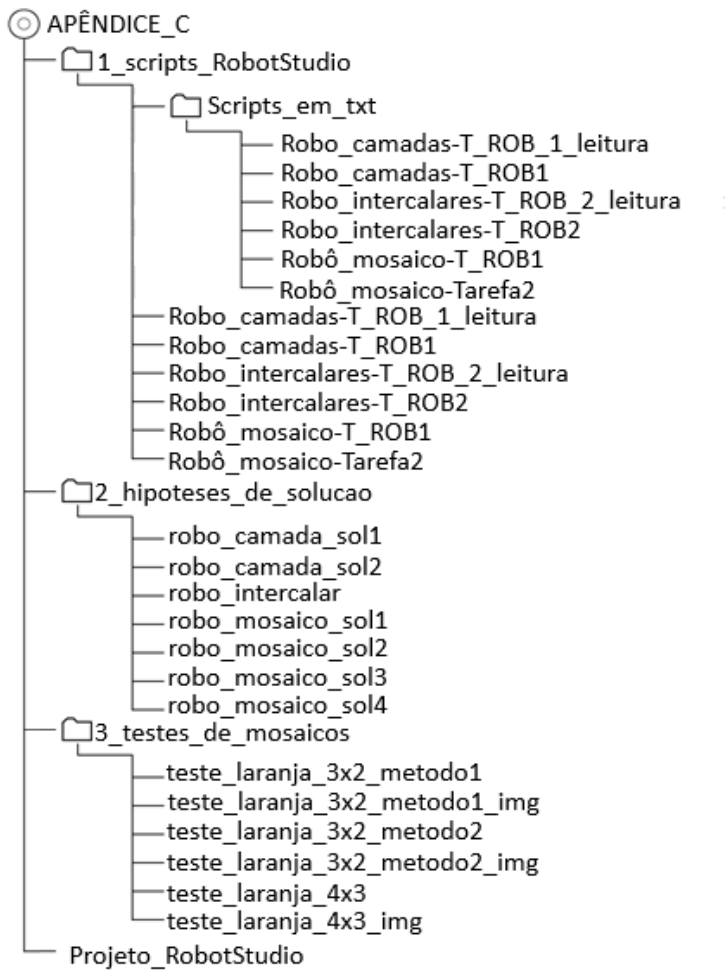 APÊNDICE_C
1_scripts_RobotStudio
Scripts_em_txt
Robo_camadas-T_ROB_1_leitura
Robo_camadas-T_ROB1
Robo_intercalares-T_ROB_2_leitura
Robo_intercalares-T_ROB2
Robô_mosaico-T_ROB1
Robô_mosaico-Tarefa2
Robo_camadas-T_ROB_1_leitura
Robo_camadas-T_ROB1
Robo_intercalares-T_ROB_2_leitura
Robo_intercalares-T_ROB2
Robô_mosaico-T_ROB1
Robô_mosaico-Tarefa2
2_hipoteses_de_solucao
robo_camada_sol1
robo_camada_sol2
robo_intercalar
robo_mosaico_sol1
robo_mosaico_sol2
robo_mosaico_sol3
robo_mosaico_sol4
3_testes_de_mosaicos
teste_laranja_3x2_metodo1
teste_laranja_3x2_metodo1_img
teste_laranja_3x2_metodo2
teste_laranja_3x2_metodo2_img
teste_laranja_4x3
teste_laranja_4x3_img
Projeto_RobotStudio